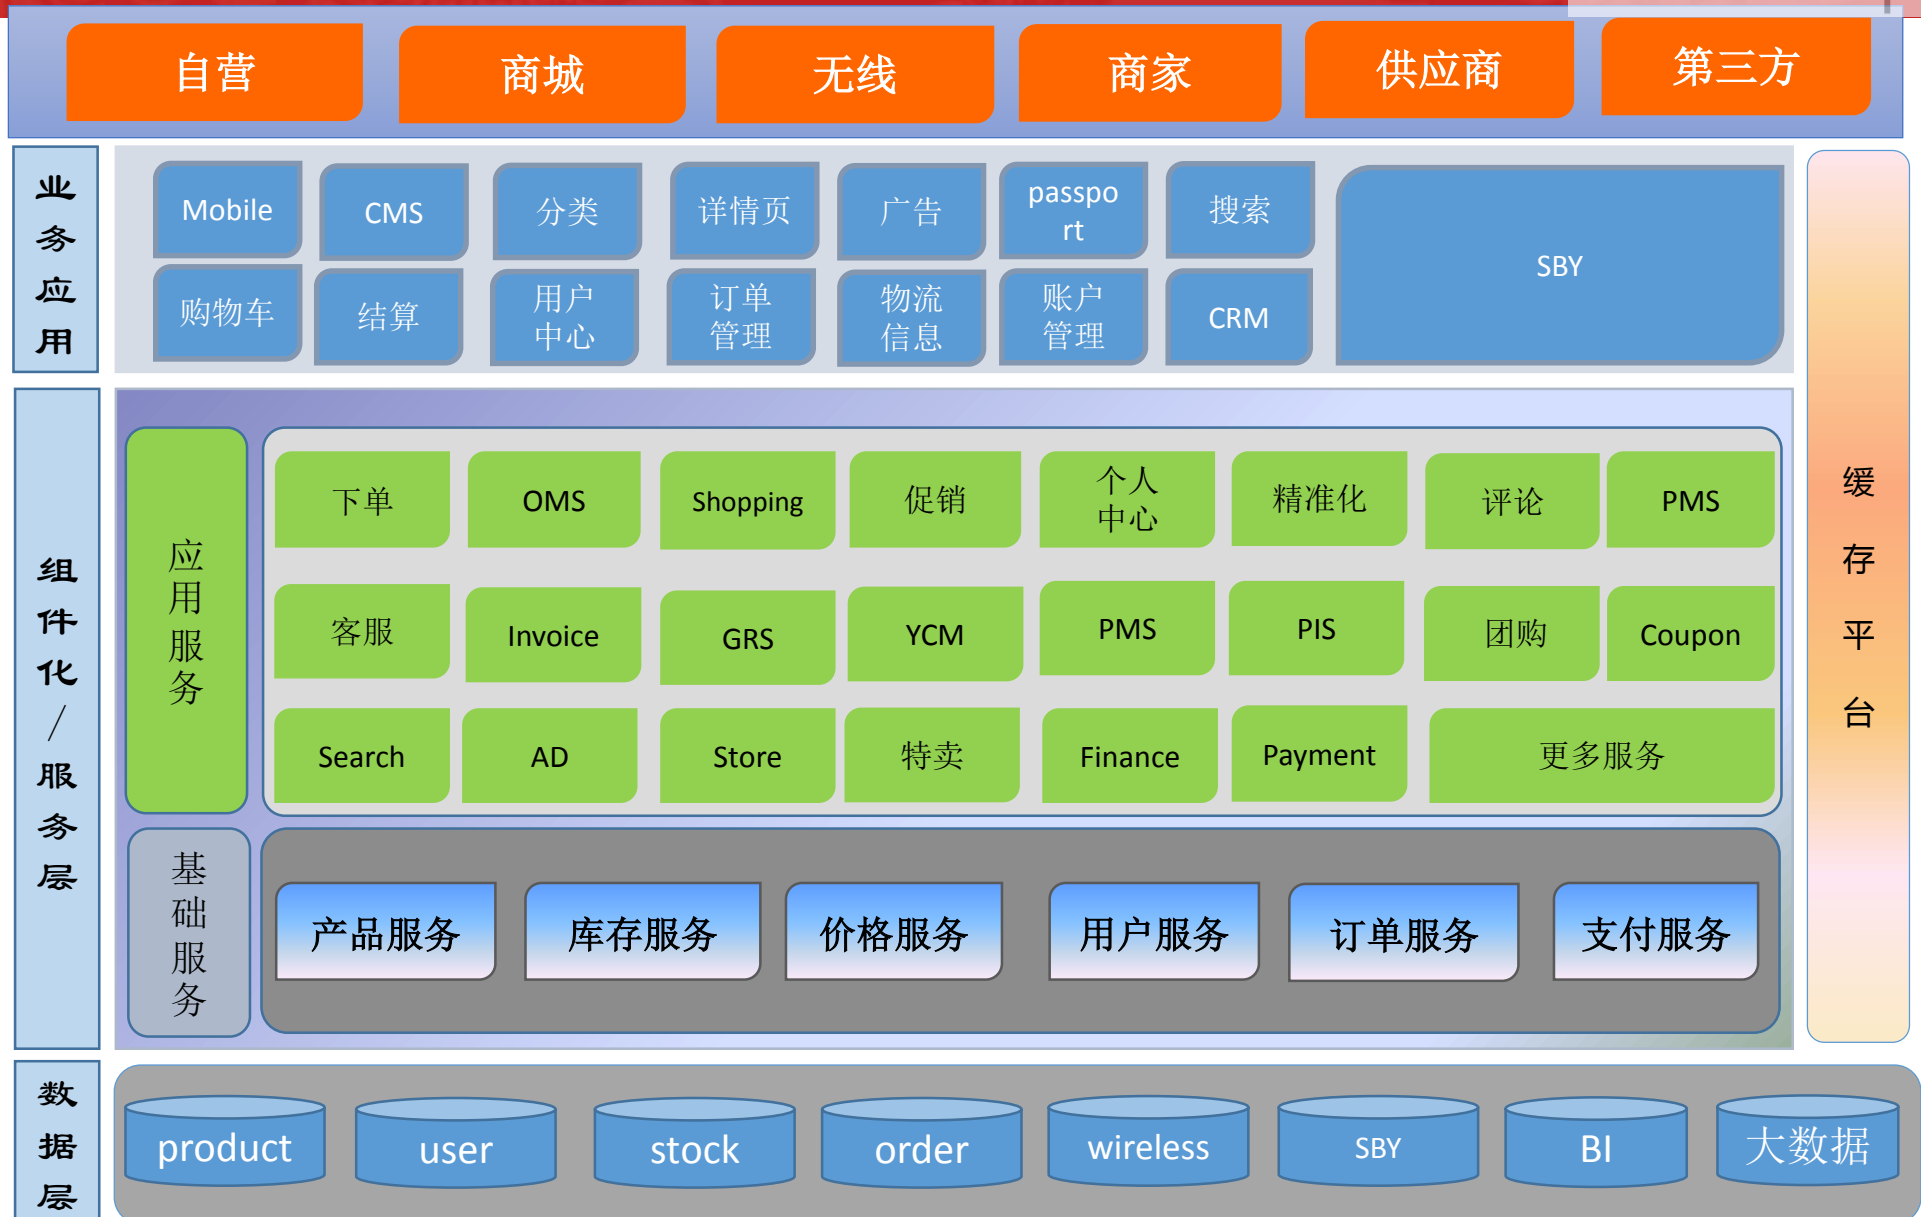 自营
商城
无线
商家
供应商
第三方
业
务
应
用
Mobile
CMS
分类
详情页
广告
passpo
rt
搜索
SBY
购物车
结算
用户
中心
订单
管理
物流
信息
账户
管理
CRM
组
件
化
/
服
务
层
应
用
服
务
下单
OMS
Shopping
促销
个人
中心
精准化
评论
PMS
客服
Invoice
GRS
YCM
PMS
PIS
团购
Coupon
Search
AD
Store
特卖
Finance
Payment
更多服务
基
础
服
务
产品服务
库存服务
价格服务
用户服务
订单服务
支付服务
缓
存
平
台
数
据
层
product
user
stock
order
wireless
SBY
BI
大数据